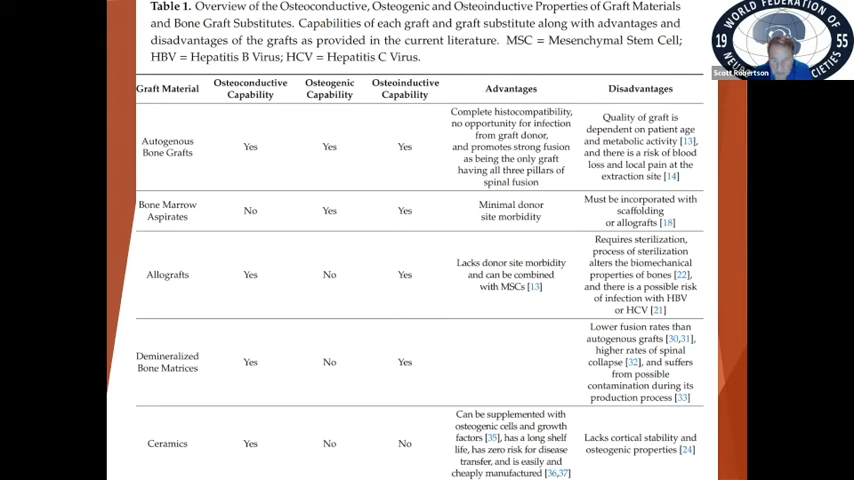 Table 1. Overview of the Osteoconductive, Osteogenic and Osteoinductive Properties of Graft Materials
and Bone Graft Substitutes. Capabilities of each graft and graft substitute along with advantages and
disadvantages of the grafts as provided in the current literature. MSC = Mesenchymal Stem Cell;
HBV = Hepatitis B Virus; HCV = Hepatitis C Virus.
Graft Material
Osteoconductive
Capability
Osteogenic
Capability
Osteoinductive
Capability
Advantages
Disadvantages
Autogenous
Bone Grafts
Yes
Yes
Yes
Complete histocompatibility,
no opportunity for infection
from graft donor,
and promotes strong fusion
as being the only graft
having all three pillars of
spinal fusion
Quality of graft is
dependent on patient age
and metabolic activity [13],
and there is a risk of blood
loss and local pain at the
extraction site [14]
Bone Marrow
Aspirates
No
Yes
Yes
Minimal donor
site morbidity
Must be incorporated with
scaffolding
or allografts [18]
Allografts
Yes
No
Yes
Lacks donor site morbidity
and can be combined
with MSCs [13]
Requires sterilization,
process of sterilization
alters the biomechanical
properties of bones [22],
and there is a possible risk
of infection with HBV
or HCV [21]
Demineralized
Bone Matrices
Yes
No
Yes
Lower fusion rates than
autogenous grafts [30,31],
higher rates of spinal
collapse [32], and suffers
from possible
contamination during its
production process [33]
Ceramics
Yes
No
No
Can be supplemented with
osteogenic cells and growth
factors [35], has a long shelf
life, has zero risk for disease
transfer, and is easily and
cheaply manufactured [36,37]
Lacks cortical stability and
osteogenic properties [24]
WORLD FEDERATION OF
19 55
Scott Robertson